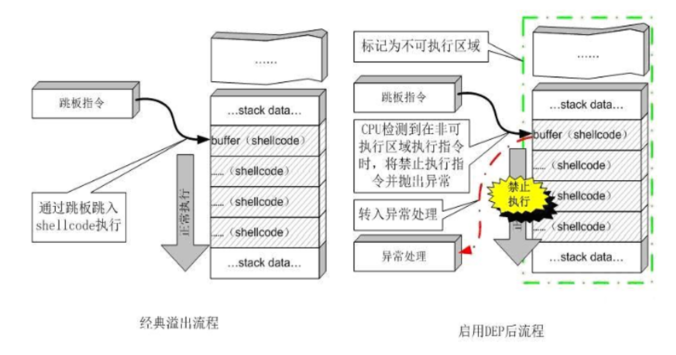 ......
跳板指令
...stack data...
buffer（shellcode）
......（shellcode）
......（shellcode）
......（shellcode）
......（shellcode）
...stack data...
通过跳板跳入
shellcode执行
正常执行
经典溢出流程
标记为不可执行区域
......
跳板指令
...stack data...
CPU检测到在非可
执行区域执行指令
时，将禁止执行指
令并抛出异常
buffer（shellcode）
......（shellcode）
......（shellcode）
......（shellcode）
......（shellcode）
...stack data...
禁止
执行
转入异常处理
异常处理
启用DEP后流程